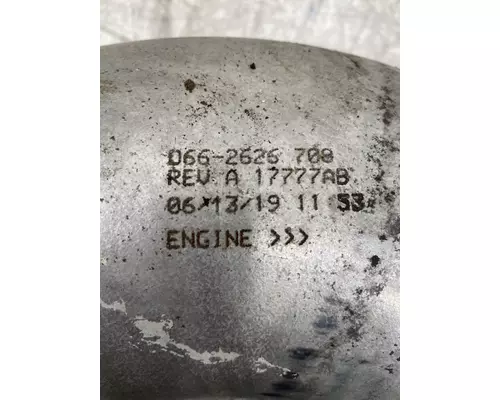 D66-2626 708
REV A 17777AB
06/13/19 11 53
ENGINE >>>